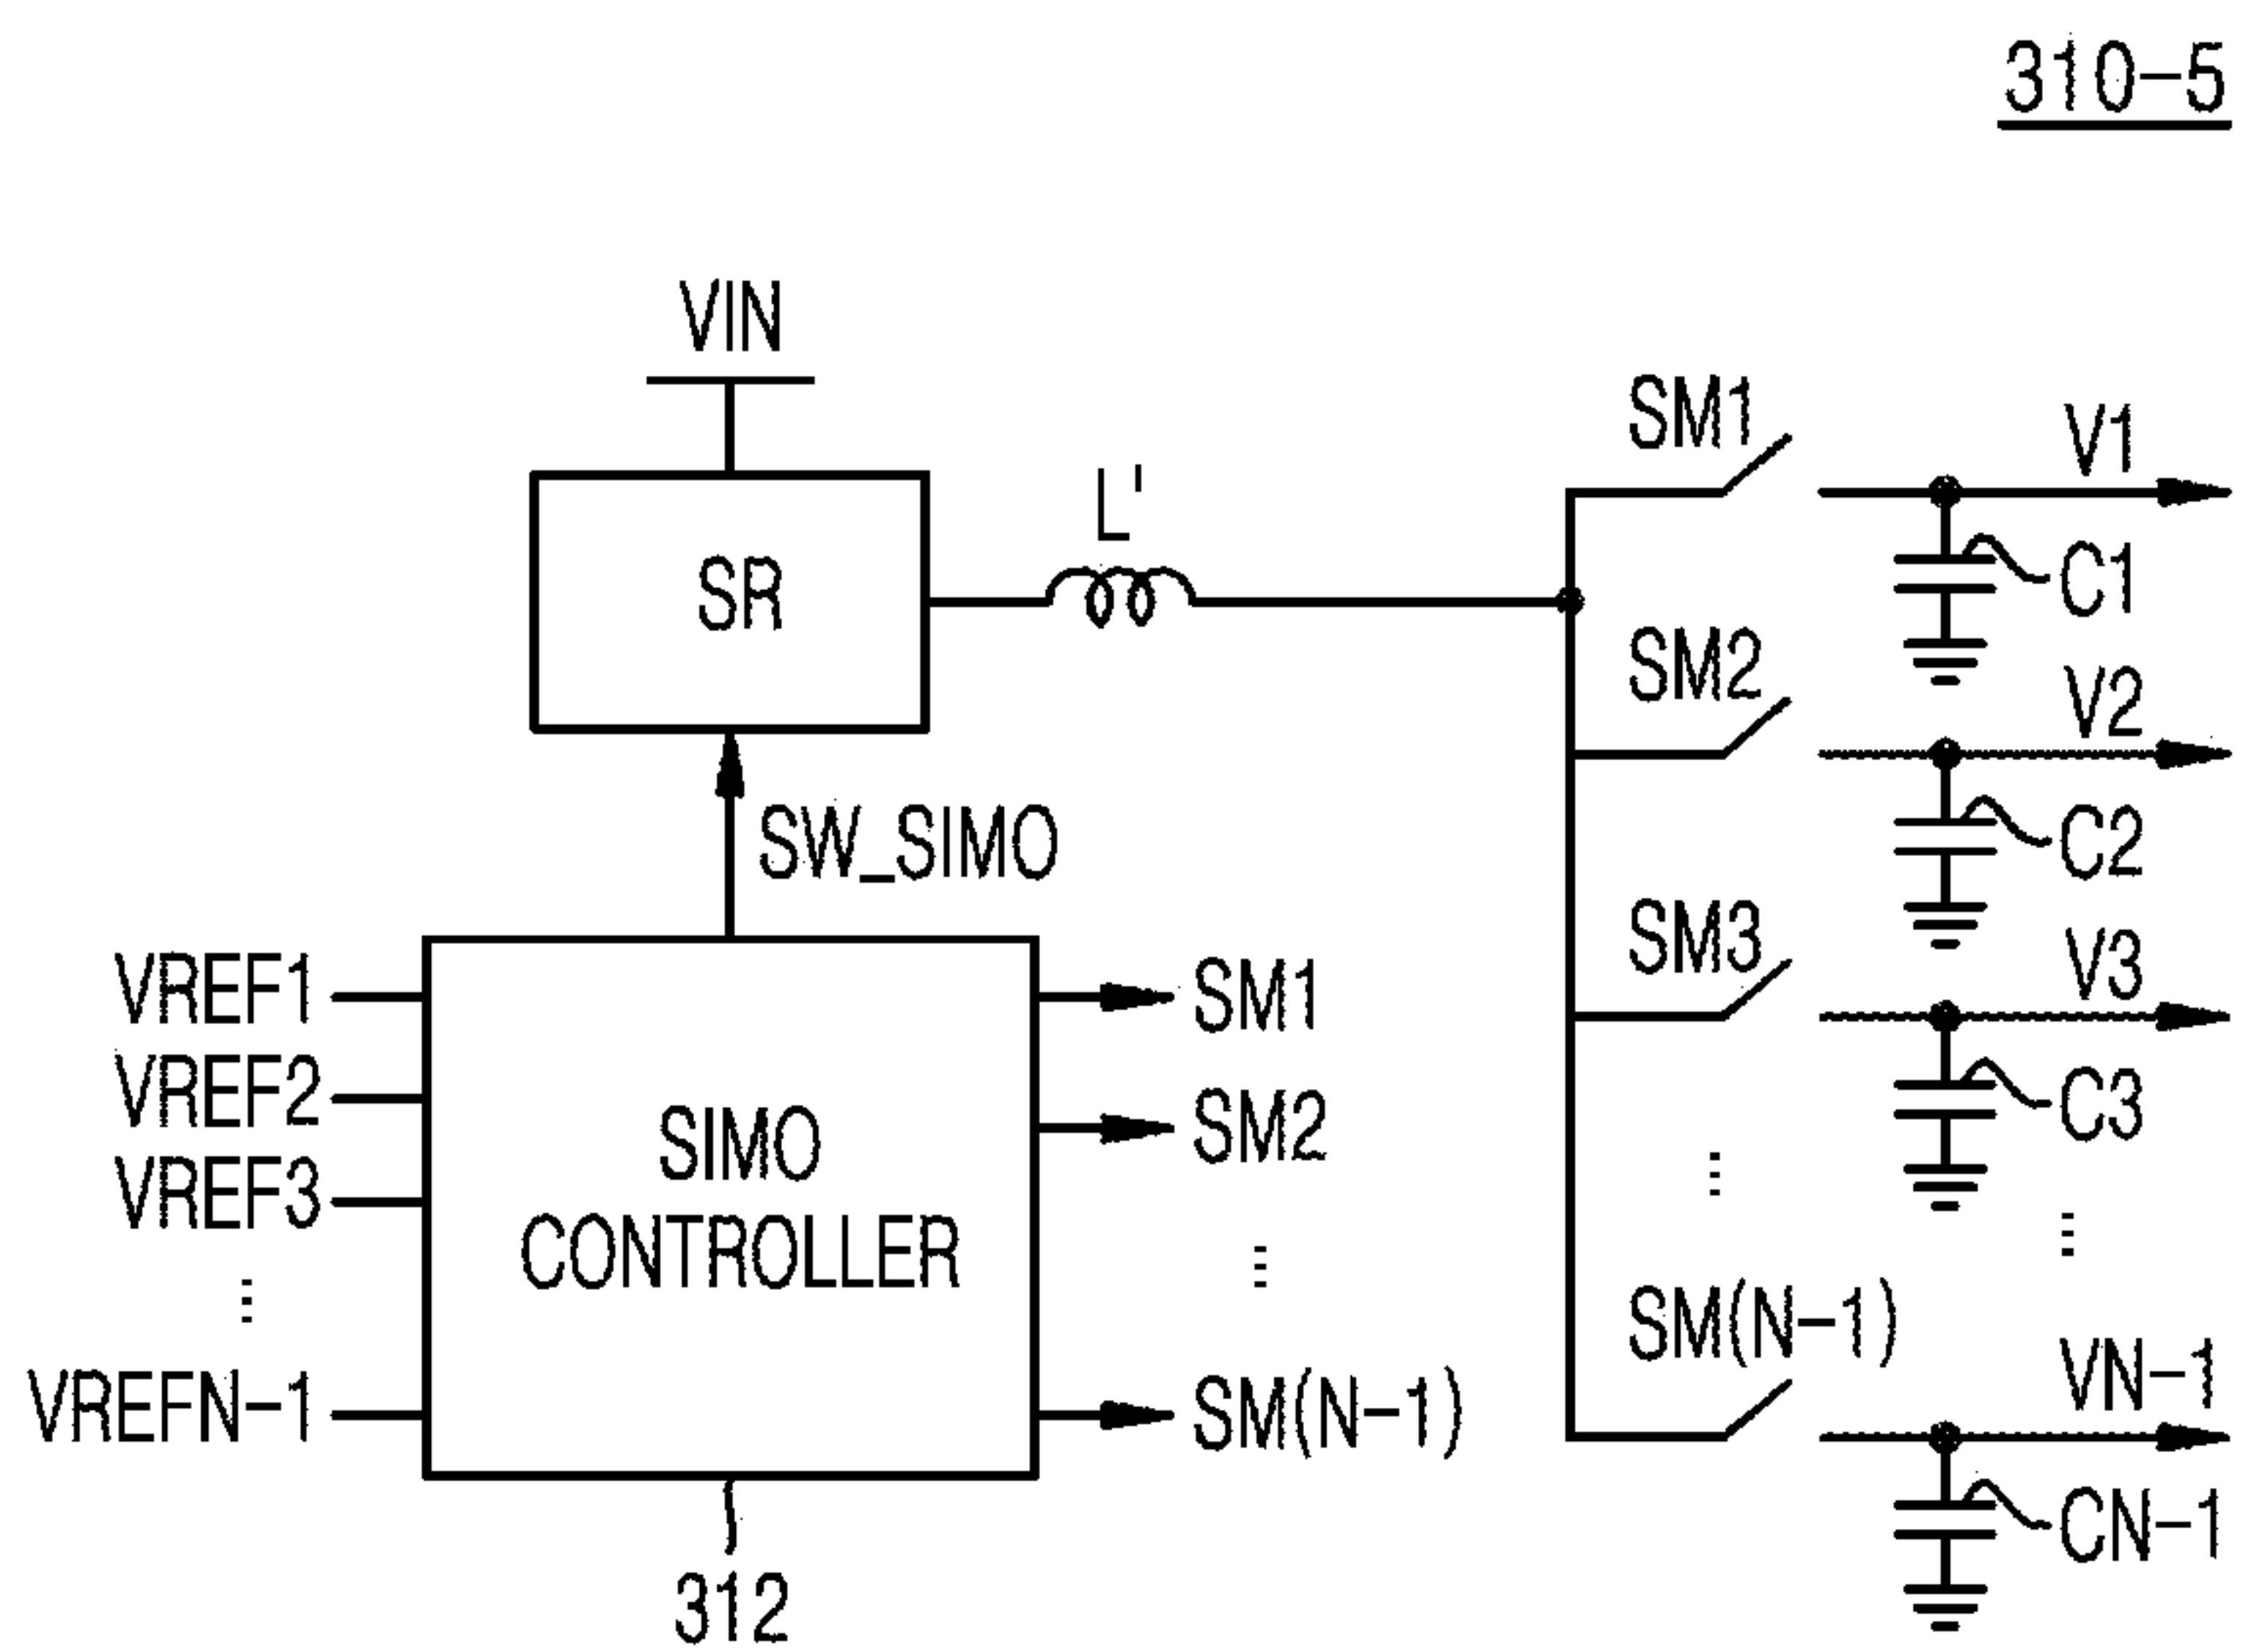 310-5
VIN
SR
L'
SW_SIMO
VREF1
VREF2
VREF3
⋮
VREFN-1
SIMO
CONTROLLER
312
SM1
SM2
⋮
SM(N-1)
SM1
V1
C1
SM2
V2
C2
SM3
V3
C3
⋮
⋮
SM(N-1)
VN-1
CN-1